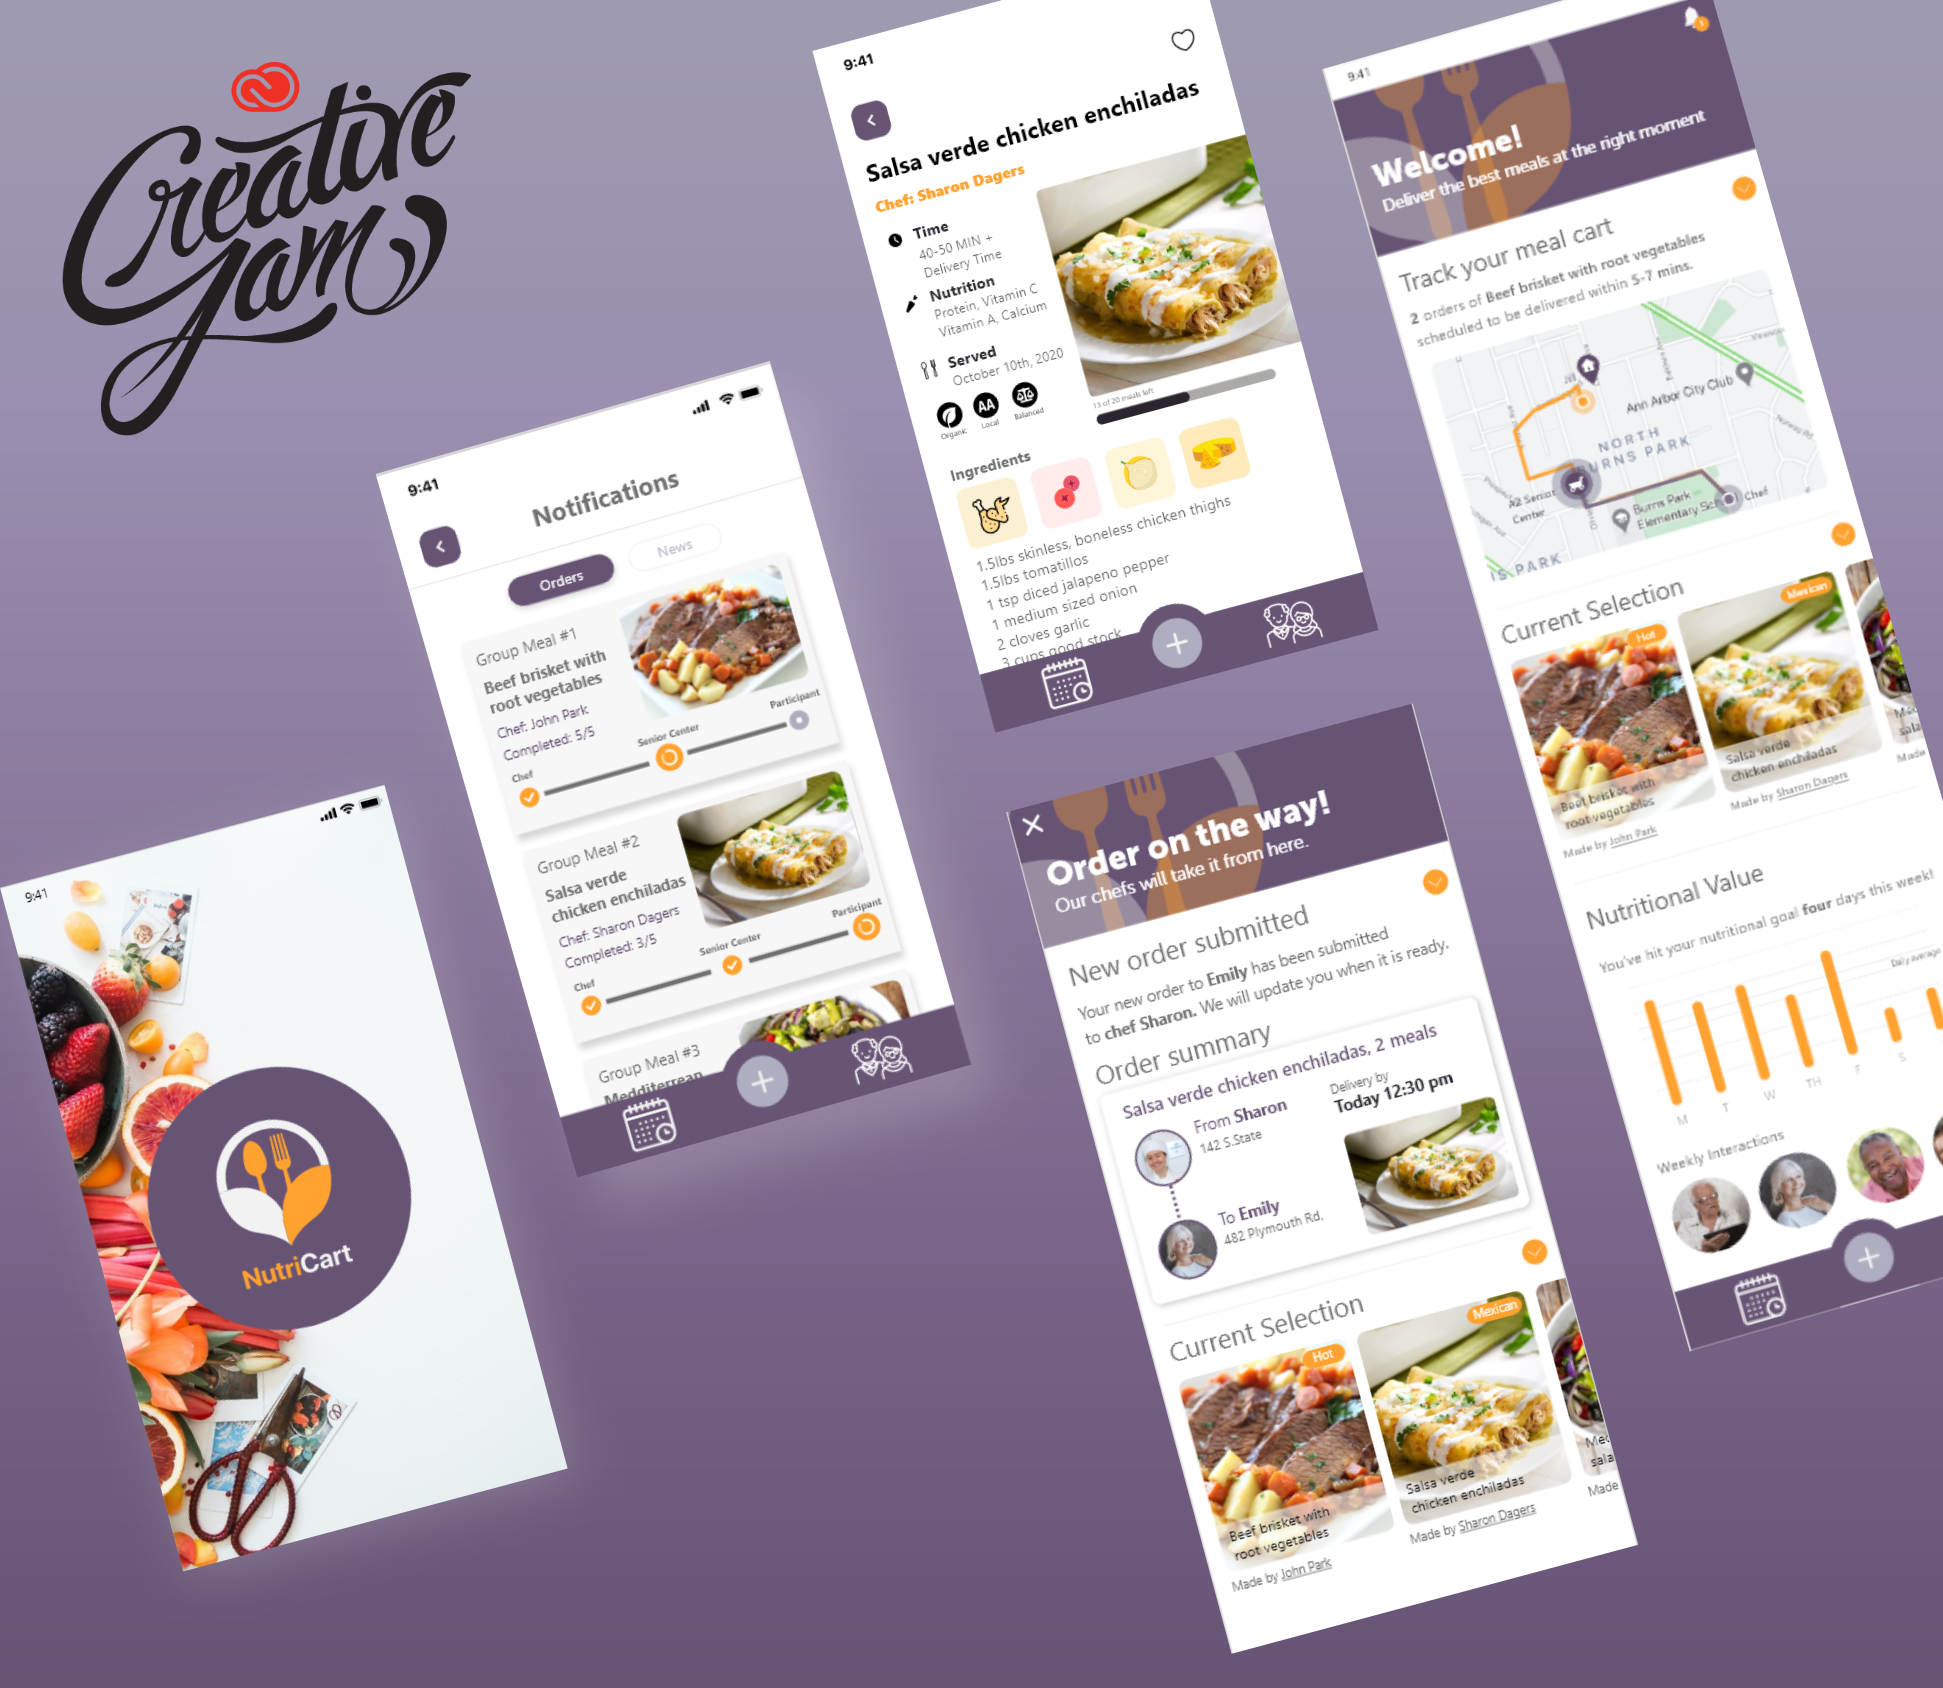 Creative
Jam
9:41
NutriCart
9:41
Notifications
Orders
News
Group Meal #1
Beef brisket with
root vegetables
Chef: John Park
Completed: 5/5
Chef
Senior Center
Participant
Group Meal #2
Salsa verde
chicken enchiladas
Chef: Sharon Dagers
Completed: 3/5
Chef
Senior Center
Participant
Group Meal #3
Medditerrean
9:41
Salsa verde chicken enchiladas
Chef: Sharon Dagers
Time
40-50 MIN +
Delivery Time
Nutrition
Protein, Vitamin C
Vitamin A, Calcium
Served
October 10th, 2020
AA
Organic
Local
Balanced
13 of 20 meals left
Ingredients
1.5lbs skinless, boneless chicken thighs
1.5lbs tomatillos
1 tsp diced jalapeno pepper
1 medium sized onion
2 cloves garlic
3 cups good stock
Order on the way!
Our chefs will take it from here.
New order submitted
Your new order to Emily has been submitted
to chef Sharon. We will update you when it is ready.
Order summary
Salsa verde chicken enchiladas, 2 meals
From Sharon
142 S.State
Delivery by
Today 12:30 pm
To Emily
482 Plymouth Rd,
Current Selection
Hot
Beef brisket with
root vegetables
Made by John Park
Mexican
Salsa verde
chicken enchiladas
Made by Sharon Dagers
Med
sala
Made
9:41
1
Welcome!
Deliver the best meals at the right moment
Track your meal cart
2 orders of Beef brisket with root vegetables
scheduled to be delivered within 5-7 mins.
Ann Arbor City Club
NORTH
BURNS PARK
A2 Senior
Center
Burns Park
Elementary Sch
Chef
IS PARK
Current Selection
Hot
Beef brisket with
root vegetables
Made by John Park
Mexican
Salsa verde
chicken enchiladas
Made by Sharon Dagers
Med
sala
Made
Nutritional Value
You've hit your nutritional goal four days this week!
Daily average
M
T
W
TH
F
S
Weekly Interactions